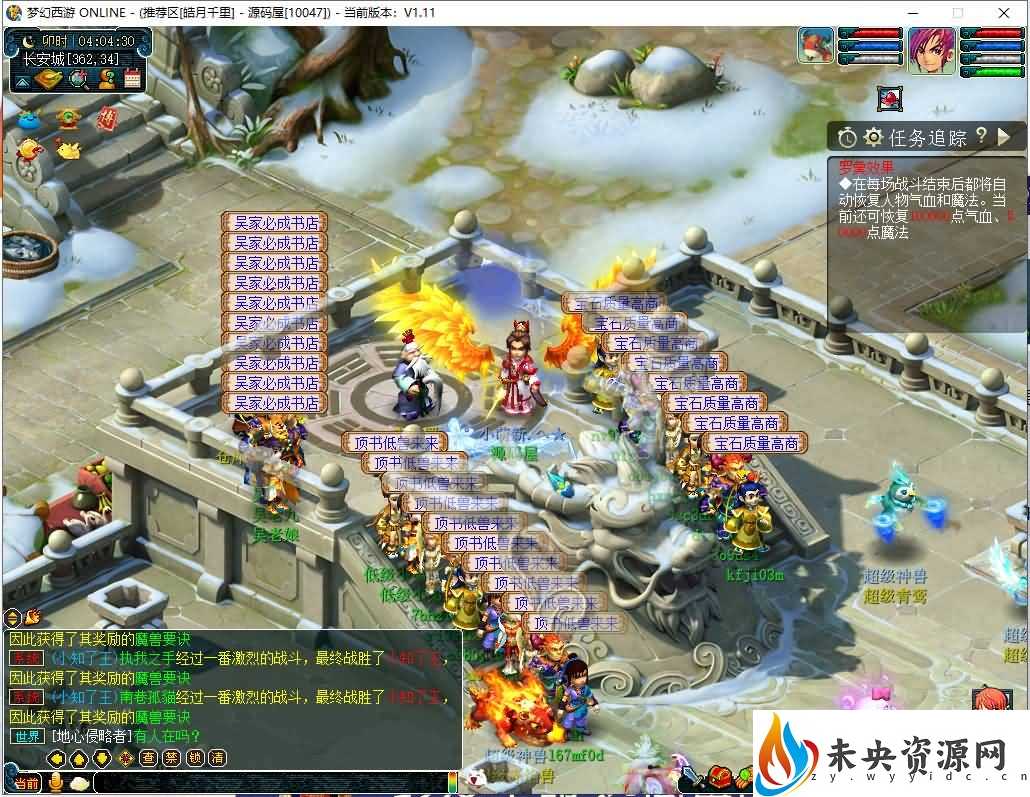 梦幻西游 ONLINE - (推荐区[皓月千里] - 源码屋[10047]) - 当前版本: V1.11
卯时 04:04:30
长安城[362,34]
任务追踪 ?
罗羹效果
◆在每场战斗结束后都将自
动恢复人物气血和魔法。当
前还可恢复100000点气血、
点魔法
吴家必成书店
吴家必成书店
吴家必成书店
吴家必成书店
吴家必成书店
吴家必成书店
吴家必成书店
吴家必成书店
吴家必成书店
吴家必成书店
宝石质量高商
宝石质量高商
宝石质量高商
宝石质量高商
宝石质量高商
宝石质量高商
宝石质量高商
宝石质量高商
顶书低兽来来
顶书低兽来来
顶书低兽来来
顶书低兽来来
顶书低兽来来
顶书低兽来来
顶书低兽来来
顶书低兽来来
顶书低兽来来
顶书低兽来来
吴老娘
kfjl03m
超级神兽
超级青鸾
超级神兽 167mf0d
因此获得了其奖励的魔兽要诀
系统 (小知了王)执我之手经过一番激烈的战斗，最终战胜了小知了王，
因此获得了其奖励的魔兽要诀
系统 (小知了王)南巷孤貓经过一番激烈的战斗，最终战胜了小知了王，
因此获得了其奖励的魔兽要诀
世界 [地心侵略者]有人在吗？
查 禁 锁 清
当前
未央资源网
zy.wyyidc.cn